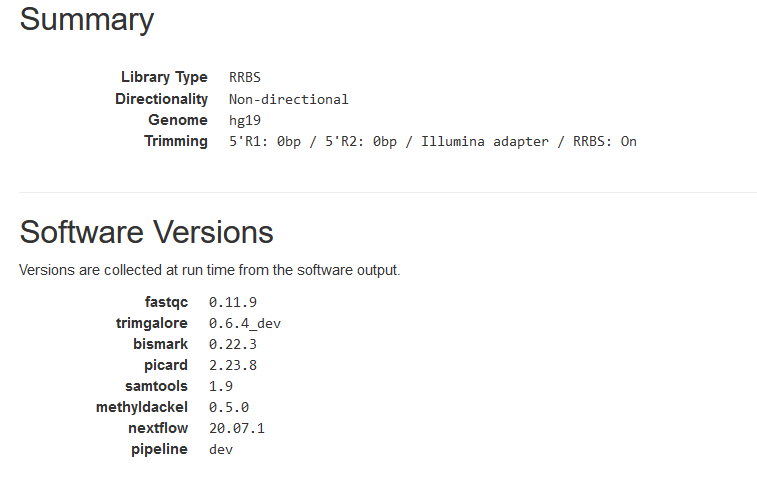 Summary
Library Type RRBS
Directionality Non-directional
Genome hg19
Trimming 5'R1: 0bp / 5'R2: 0bp / Illumina adapter / RRBS: On
Software Versions
Versions are collected at run time from the software output.
fastqc 0.11.9
trimgalore 0.6.4_dev
bismark 0.22.3
picard 2.23.8
samtools 1.9
methyldackel 0.5.0
nextflow 20.07.1
pipeline dev